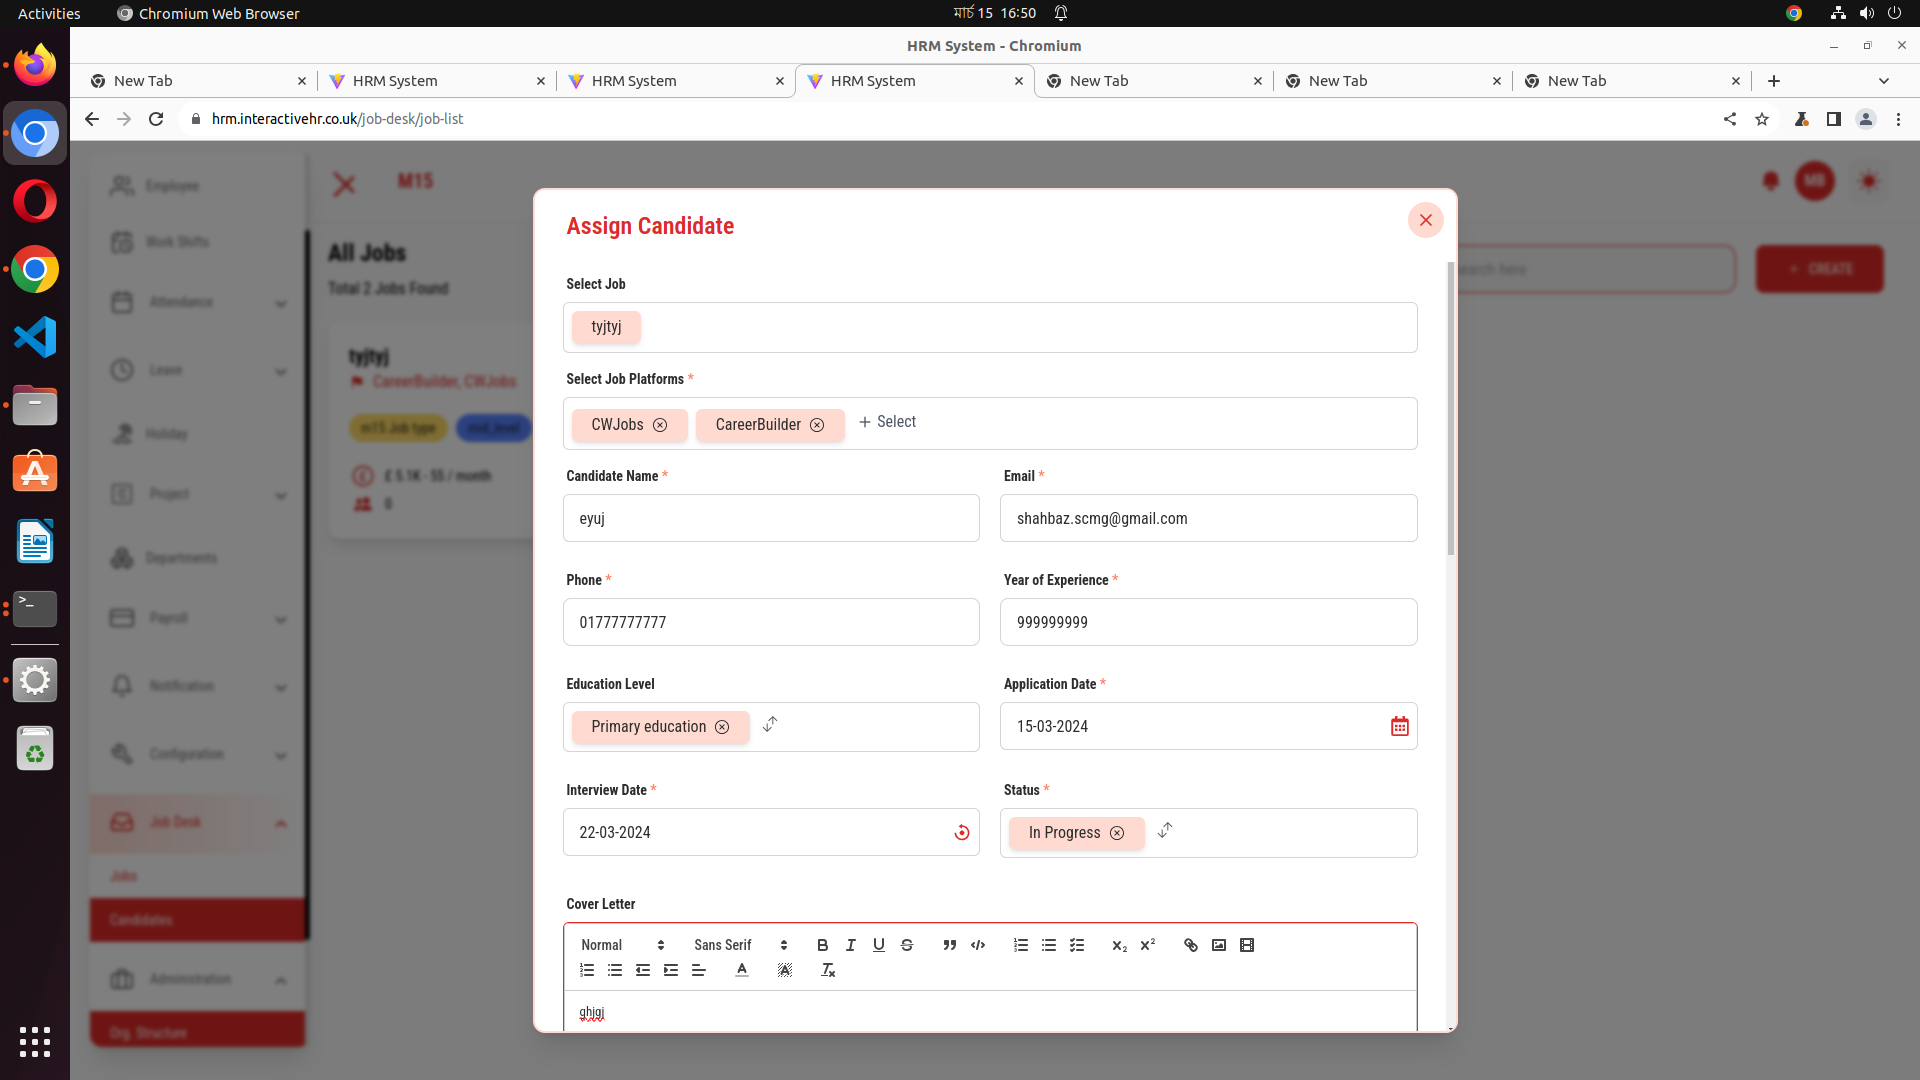 Activities
Chromium Web Browser
মার্চ 15 16:50
HRM System - Chromium
New Tab
HRM System
HRM System
HRM System
New Tab
New Tab
New Tab
hrm.interactivehr.co.uk/job-desk/job-list
Employee
Work Shifts
Attendance
Leave
Holiday
Project
Departments
Payroll
Notification
Configuration
Job Desk
Jobs
Candidates
Administration
Org. Structure
M15
MB
All Jobs
Total 2 Jobs Found
search here
+ CREATE
tyjtyj
CareerBuilder, CWJobs
m15 Job type
mid_level
£ 5.1K - 55 / month
0
Assign Candidate
Select Job
tyjtyj
Select Job Platforms *
CWJobs
CareerBuilder
+ Select
Candidate Name *
Email *
eyuj
shahbaz.scmg@gmail.com
Phone *
Year of Experience *
01777777777
999999999
Education Level
Application Date *
Primary education
15-03-2024
Interview Date *
Status *
22-03-2024
In Progress
Cover Letter
Normal
Sans Serif
ghjgj